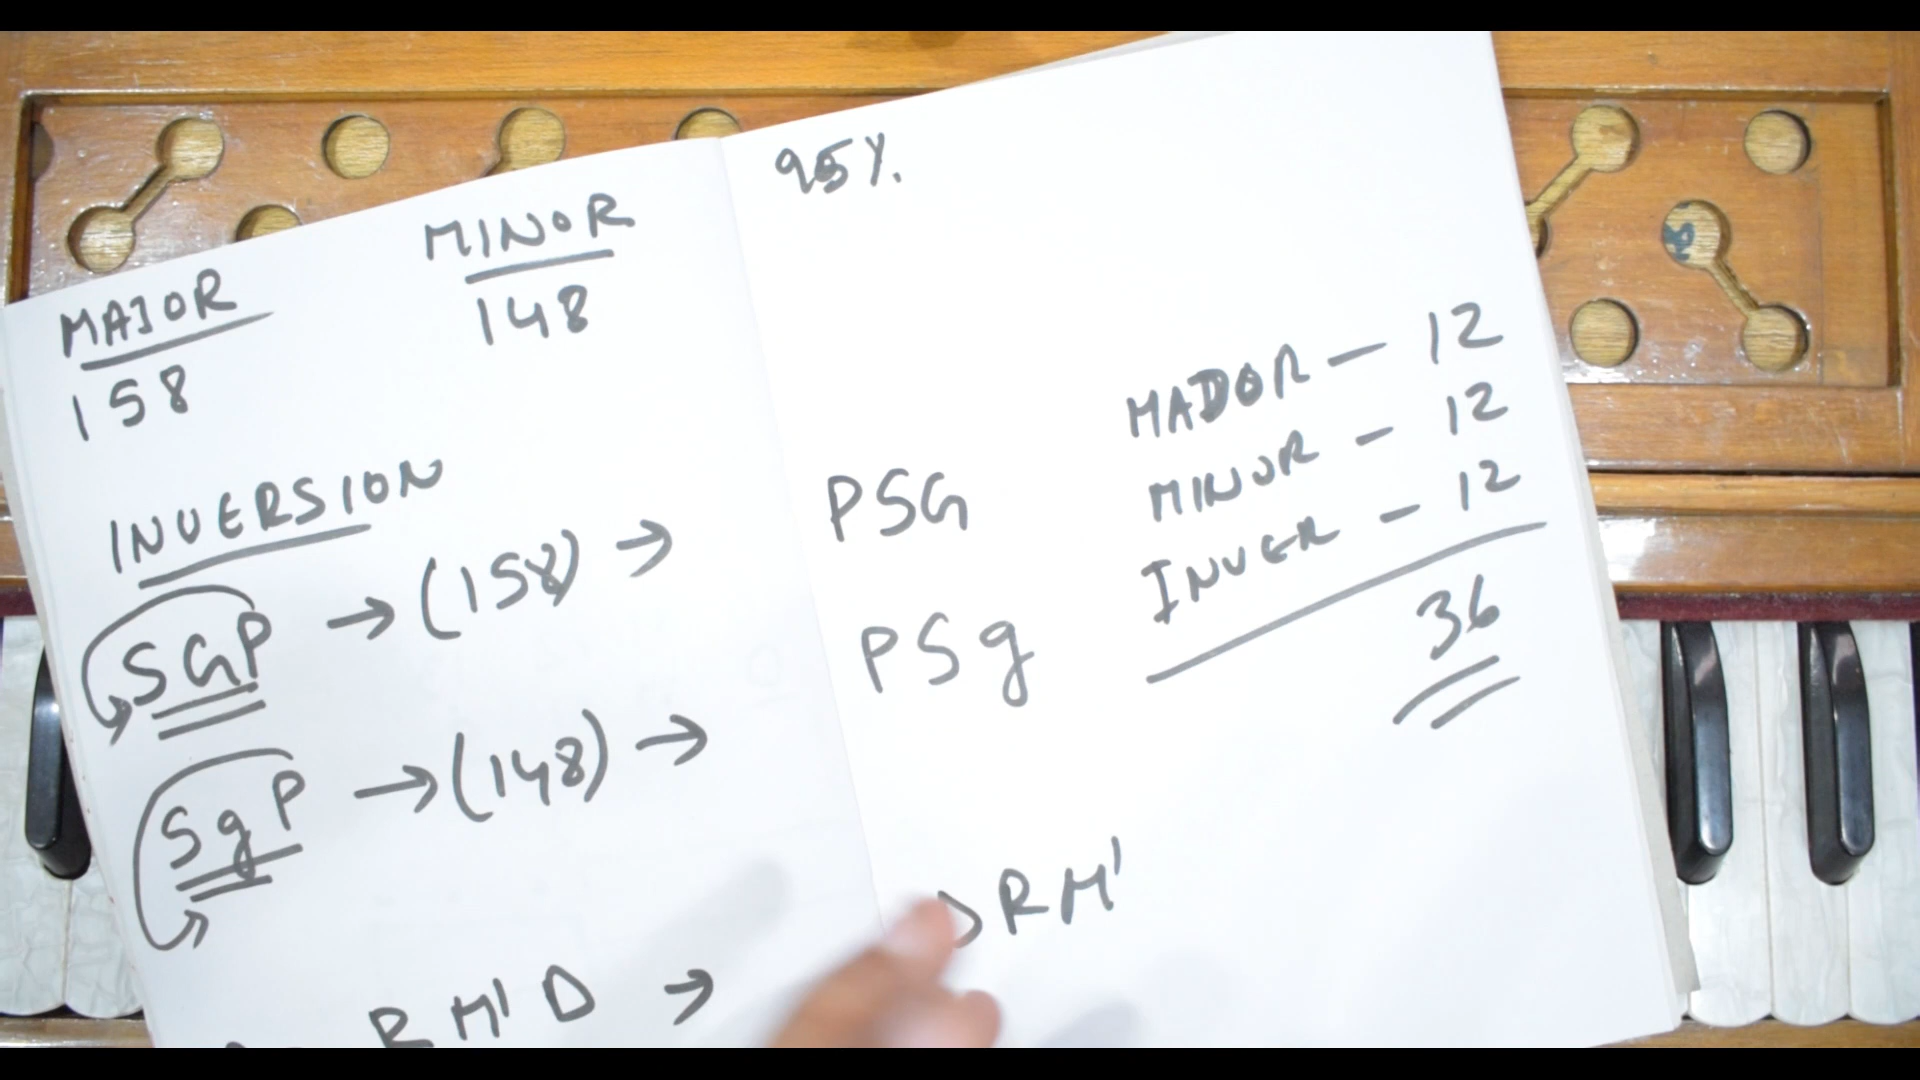 MAJOR
158
MINOR
148
INVERSION
SGP → (158) →
SgP → (148) →
RM'D →
95%.
PSG
PSg
RM'
MAJOR - 12
MINOR - 12
INVER - 12
36